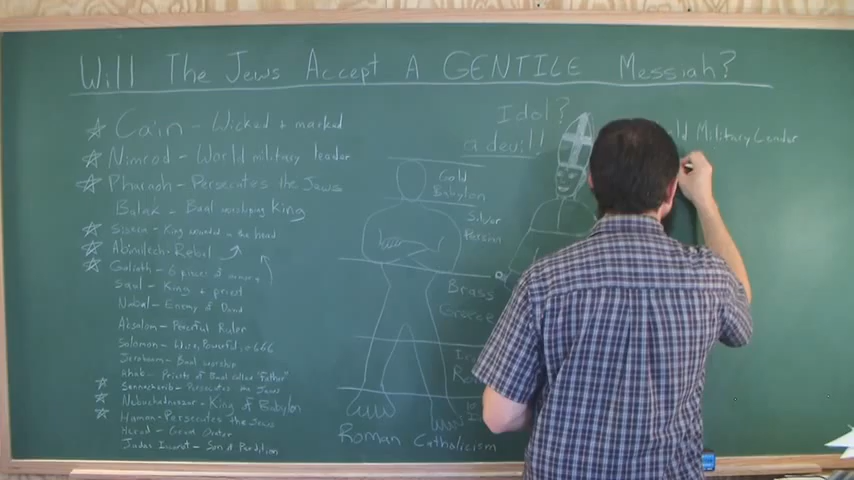 Will The Jews Accept A GENTILE Messiah?
Cain - Wicked + marked
Nimrod - World military leader
Pharaoh - Persecates the Jews
Balak - Baal worshiping King
Sisera - King wounded in the head
Abimilech - Rebel
Goliath - 6 pieces of armor +
Saul - King + priest
Nabal - Enemy of David
Absalom - Peaceful Ruler
Solomon - Wise, Powerful, + 666
Jeroboam - Baal worship
Ahab - Priests of Baal called "Father"
Sennacherib - Persecates the Jews
Nebuchadnezzar - King of Babylon
Haman - Persecutes the Jews
Herod - Great Orator
Judas Iscariot - Son of Perdition
Gold
Babylon
Silver
Persia
Brass
Greece
Roman Catholicism
Idol?
a devil!
Military Leader